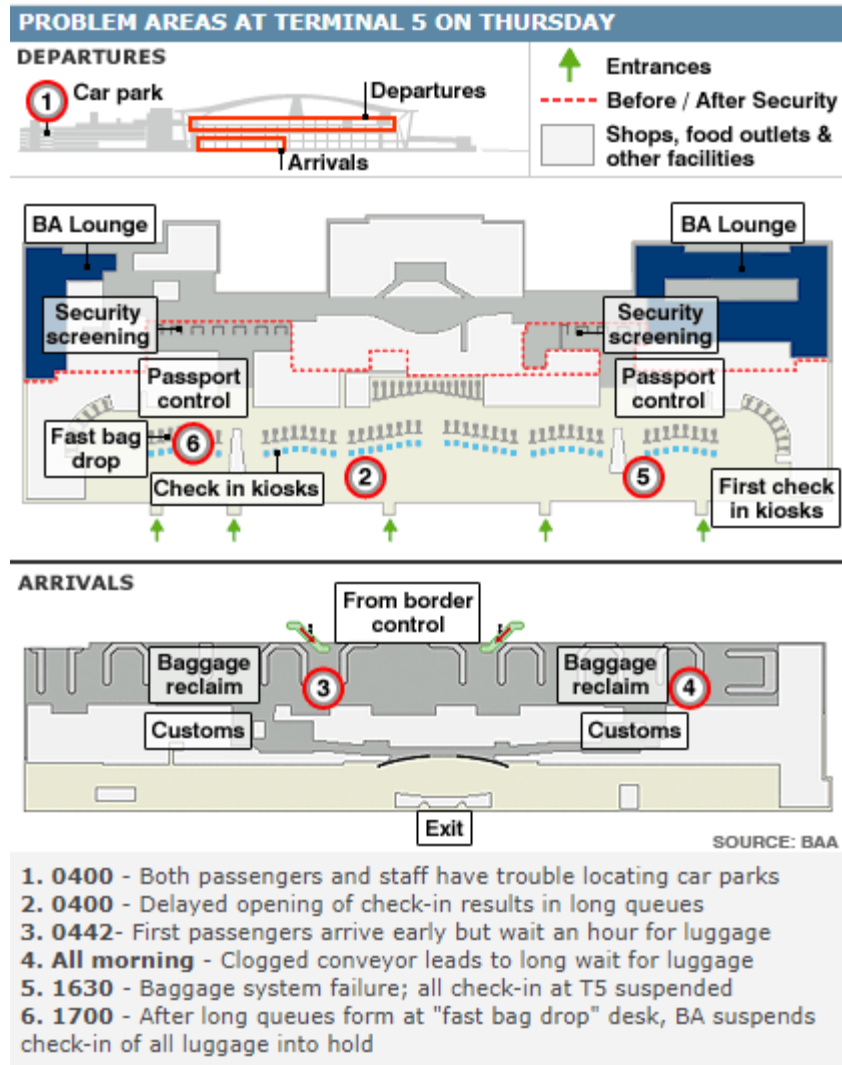 PROBLEM AREAS AT TERMINAL 5 ON THURSDAY
DEPARTURES
1
Car park
Departures
Arrivals
Entrances
Before / After Security
Shops, food outlets &
other facilities
BA Lounge
BA Lounge
Security
screening
Security
screening
Passport
control
Passport
control
Fast bag
drop
6
Check in kiosks
2
5
First check
in kiosks
ARRIVALS
From border
control
Baggage
reclaim
3
Baggage
reclaim
4
Customs
Customs
Exit
SOURCE: BAA
1. 0400 - Both passengers and staff have trouble locating car parks
2. 0400 - Delayed opening of check-in results in long queues
3. 0442- First passengers arrive early but wait an hour for luggage
4. All morning - Clogged conveyor leads to long wait for luggage
5. 1630 - Baggage system failure; all check-in at T5 suspended
6. 1700 - After long queues form at "fast bag drop" desk, BA suspends
check-in of all luggage into hold